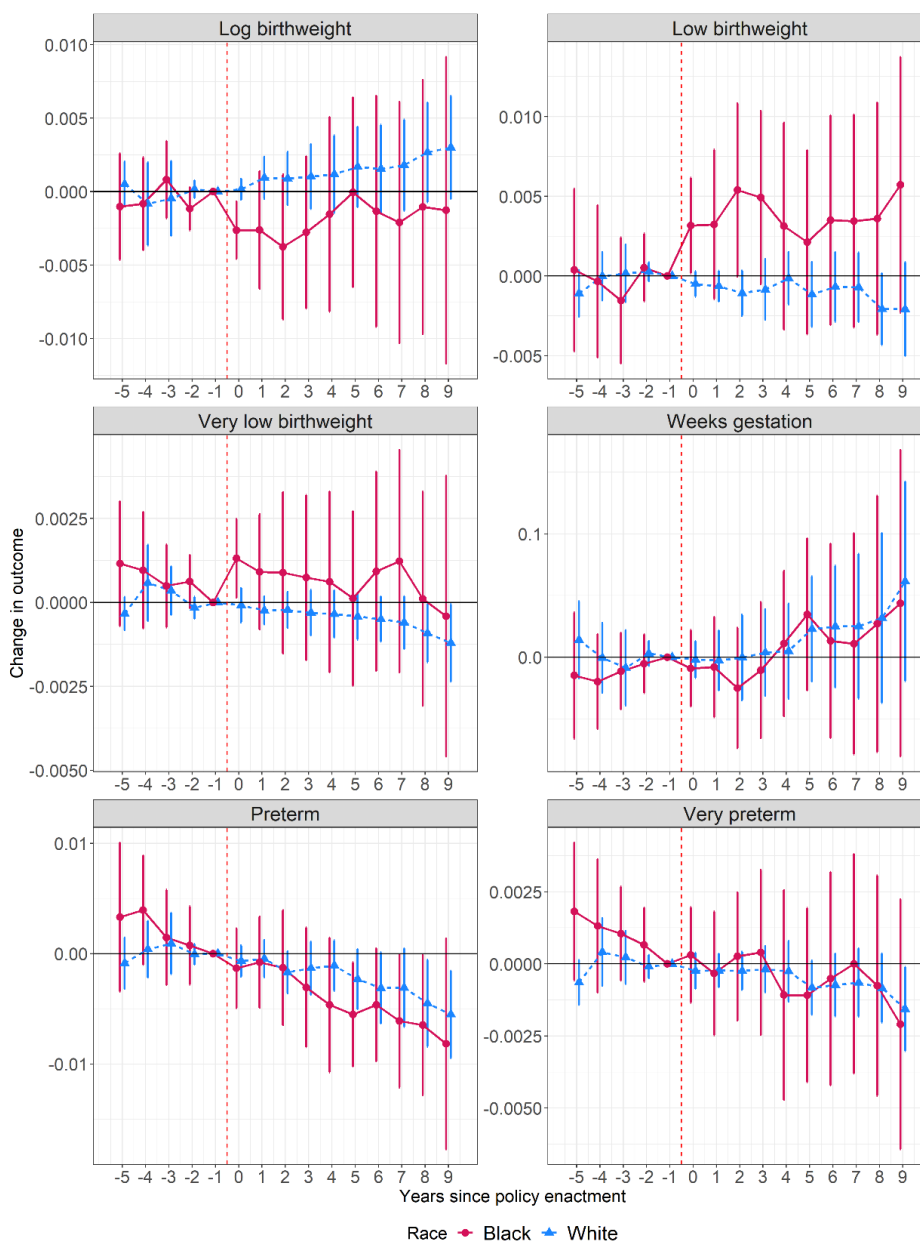 Log birthweight
Low birthweight
0.010
0.005
0.000
-0.005
-0.010
0.010
0.005
0.000
-0.005
-5 -4 -3 -2 -1 0 1 2 3 4 5 6 7 8 9
-5 -4 -3 -2 -1 0 1 2 3 4 5 6 7 8 9
Very low birthweight
Weeks gestation
Change in outcome
0.0025
0.0000
-0.0025
-0.0050
0.1
0.0
-5 -4 -3 -2 -1 0 1 2 3 4 5 6 7 8 9
-5 -4 -3 -2 -1 0 1 2 3 4 5 6 7 8 9
Preterm
Very preterm
0.01
0.00
-0.01
0.0025
0.0000
-0.0025
-0.0050
-5 -4 -3 -2 -1 0 1 2 3 4 5 6 7 8 9
-5 -4 -3 -2 -1 0 1 2 3 4 5 6 7 8 9
Years since policy enactment
Race Black White